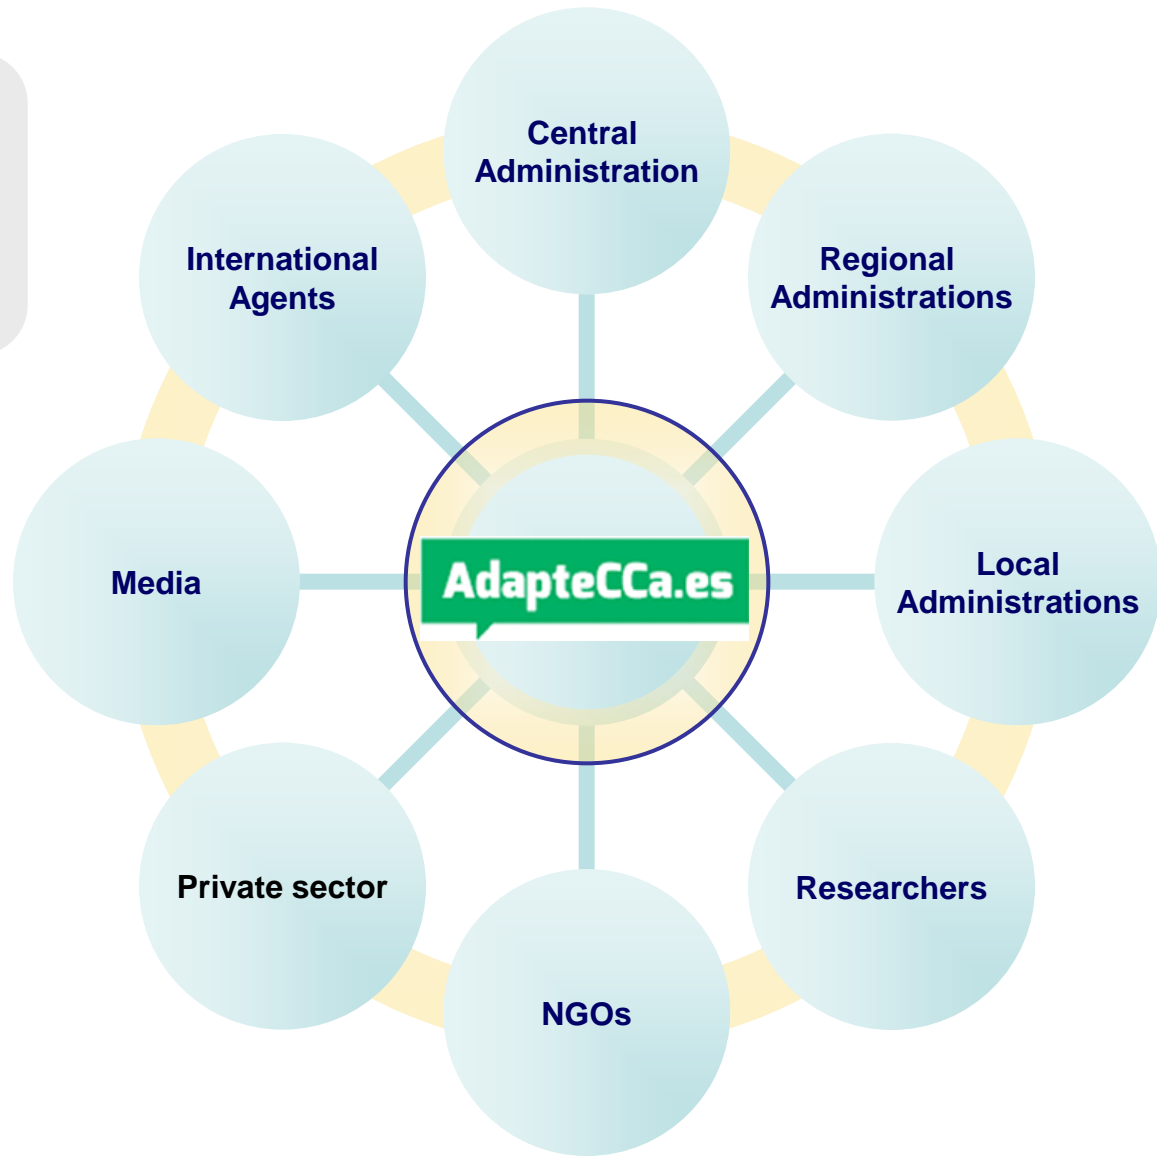 Central
Administration
International
Agents
Regional
Administrations
Media
AdapteCCa.es
Local
Administrations
Private sector
Researchers
NGOs